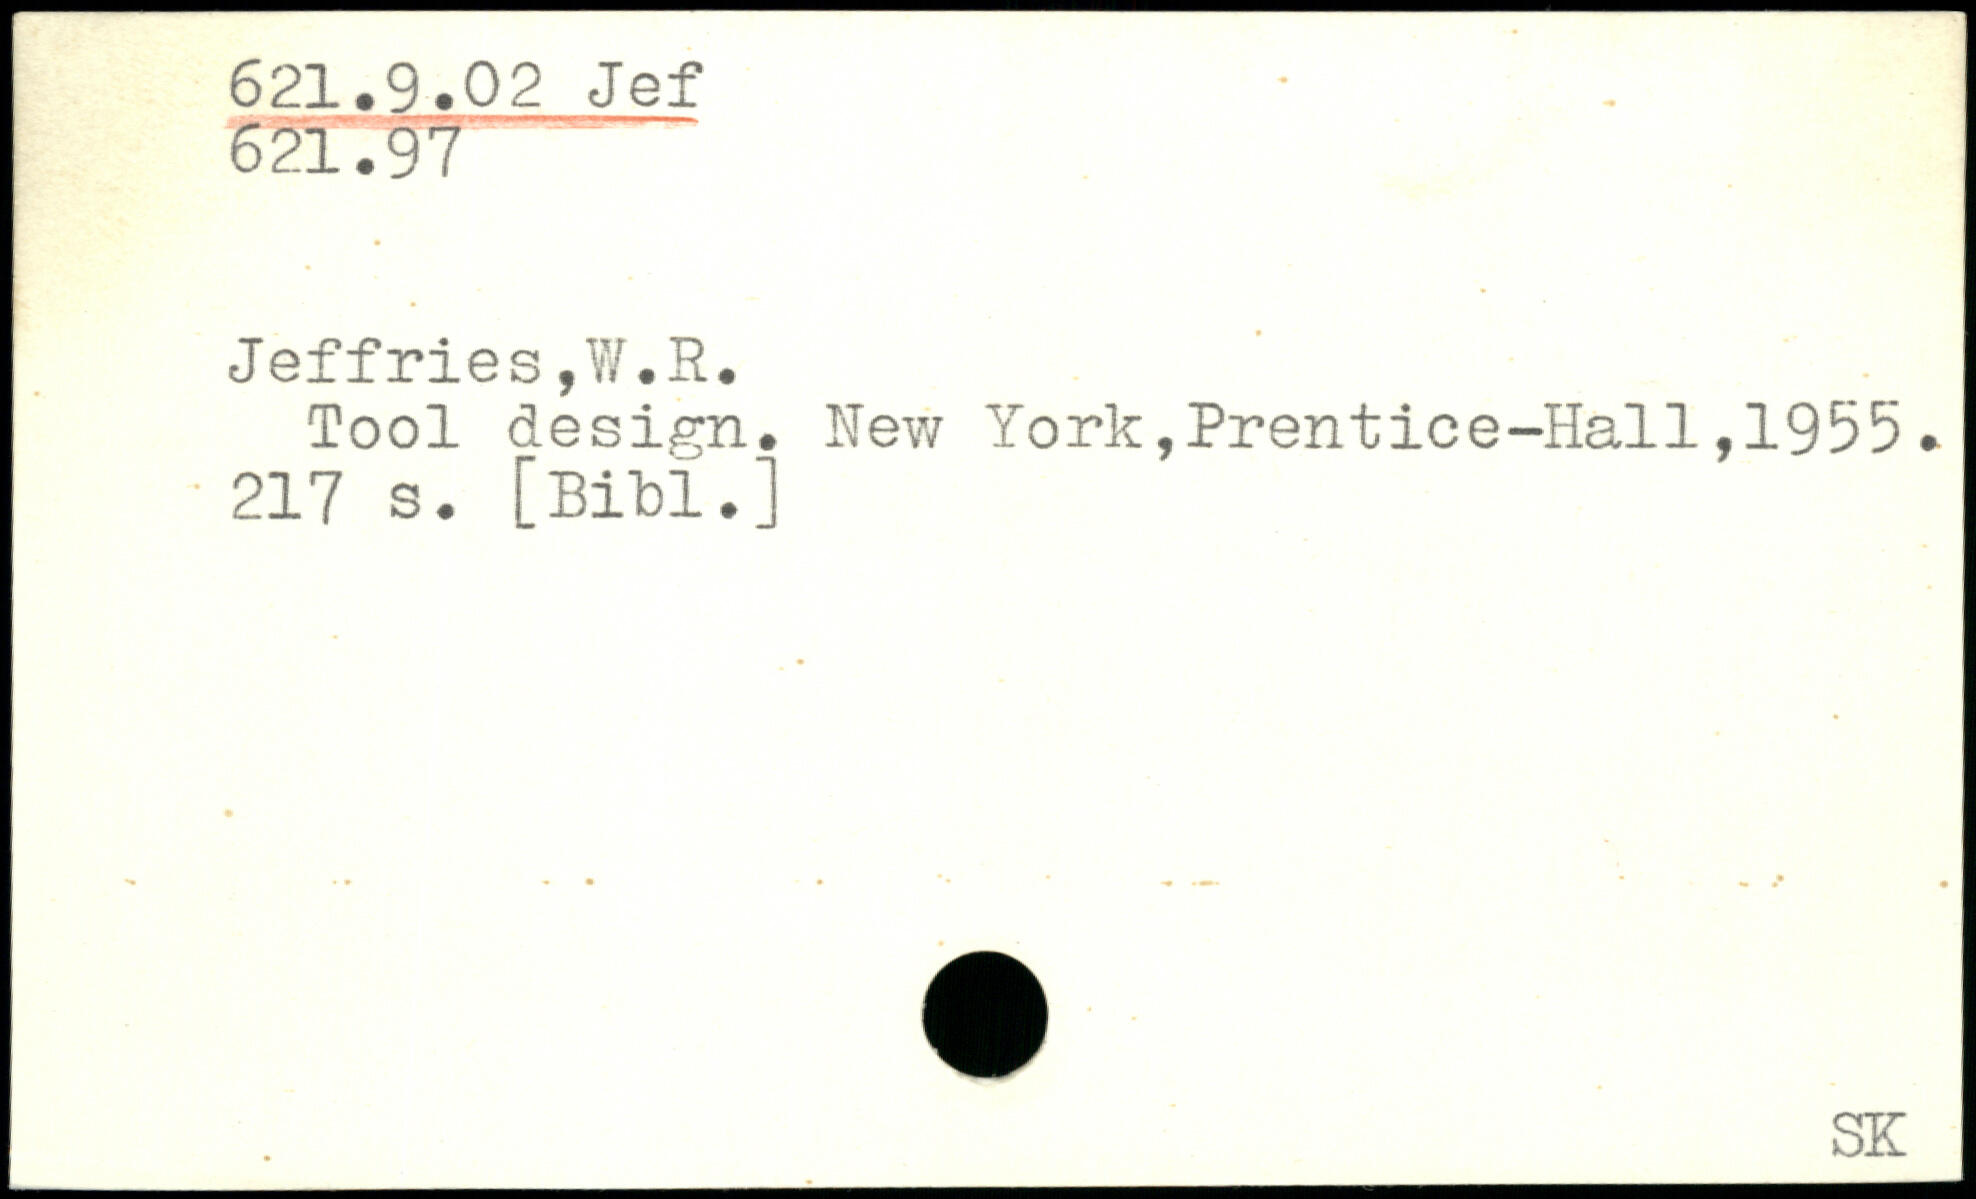 621.9.02 Jef
621.97
Jeffries,W.R.
Tool design. New York,Prentice-Hall,1955.
217 s. [Bibl.]
SK